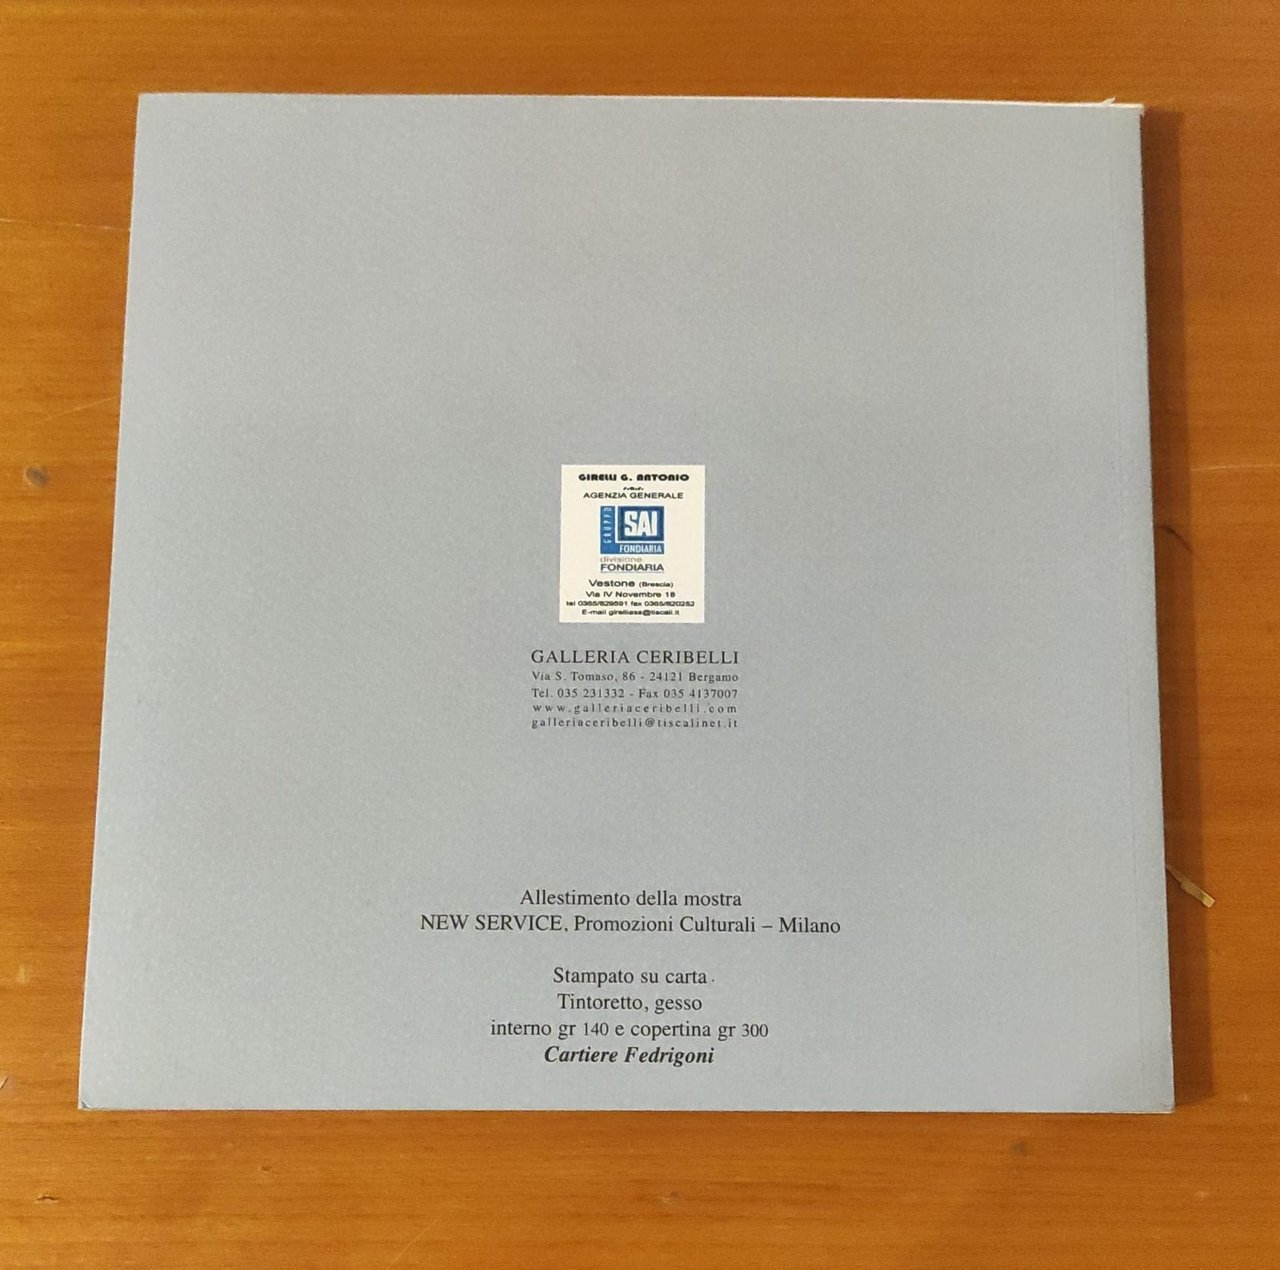 GIRELLI G. ANTONIO
AGENZIA GENERALE
GRUPPO
SAI
FONDIARIA
divisione
FONDIARIA
Vestone (Brescia)
Via IV Novembre 18
tel 0365/829591 fax 0365/820252
E-mail girelliass@tiscali.it
GALLERIA CERIBELLI
Via S. Tomaso, 86 - 24121 Bergamo
Tel. 035 231332 - Fax 035 4137007
www.galleriaceribelli.com
galleriaceribelli@tiscalinet.it
Allestimento della mostra
NEW SERVICE, Promozioni Culturali – Milano
Stampato su carta
Tintoretto, gesso
interno gr 140 e copertina gr 300
Cartiere Fedrigoni